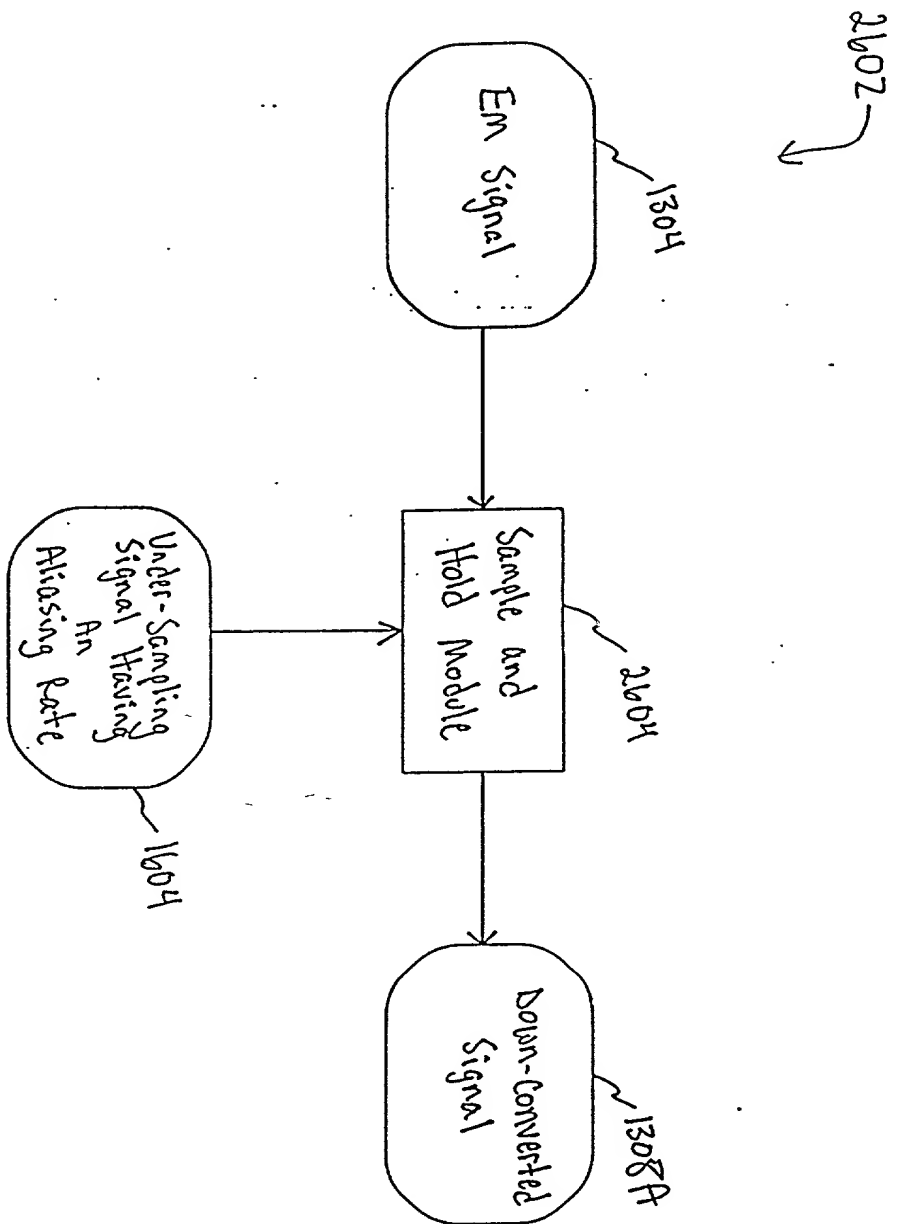 2602
1304
Em Signal
2604
Sample and
Hold Module
1308A
Down-Converted
Signal
Under-Sampling
Signal Having
An
Aliasing Rate
1604